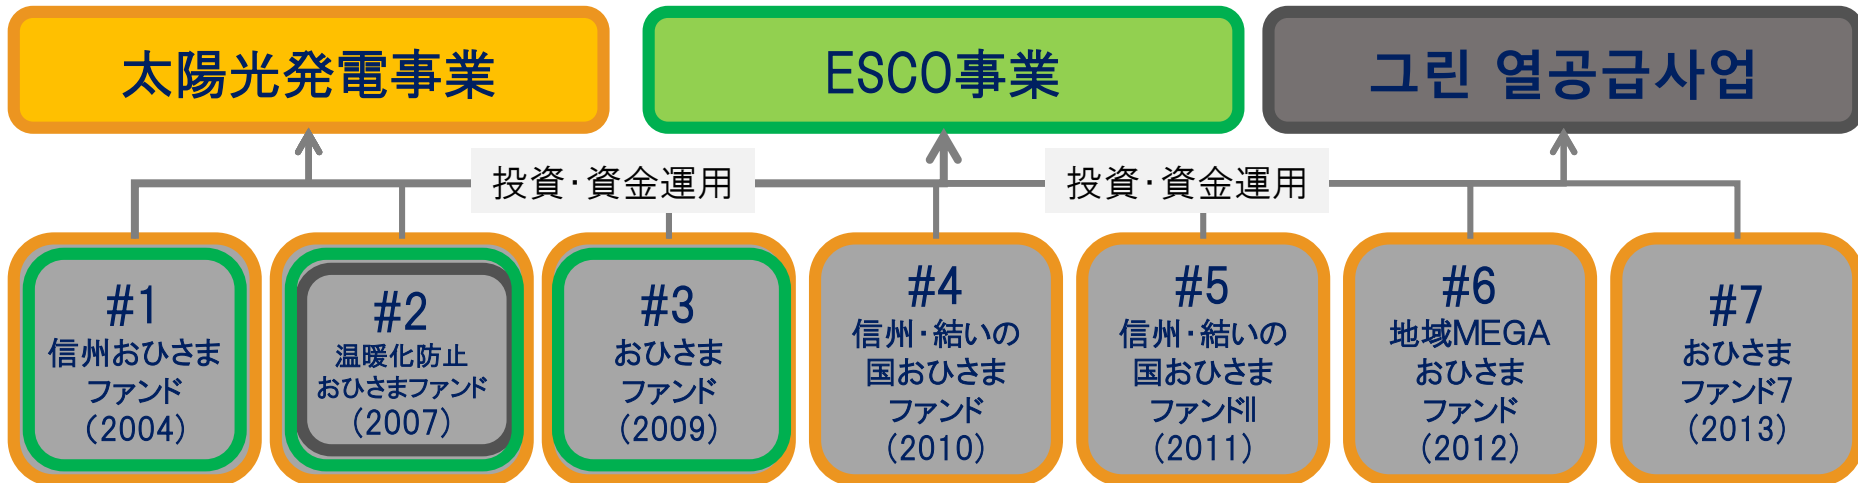 太陽光発電事業
ESCO事業
그린 열공급사업
投資･資金運用
投資･資金運用
#1
信州おひさま
ファンド
(2004)
#2
温暖化防止
おひさまファンド
(2007)
#3
おひさま
ファンド
(2009)
#4
信州･結いの
国おひさま
ファンド
(2010)
#5
信州･結いの
国おひさま
ファンドⅡ
(2011)
#6
地域MEGA
おひさま
ファンド
(2012)
#7
おひさま
ファンド7
(2013)